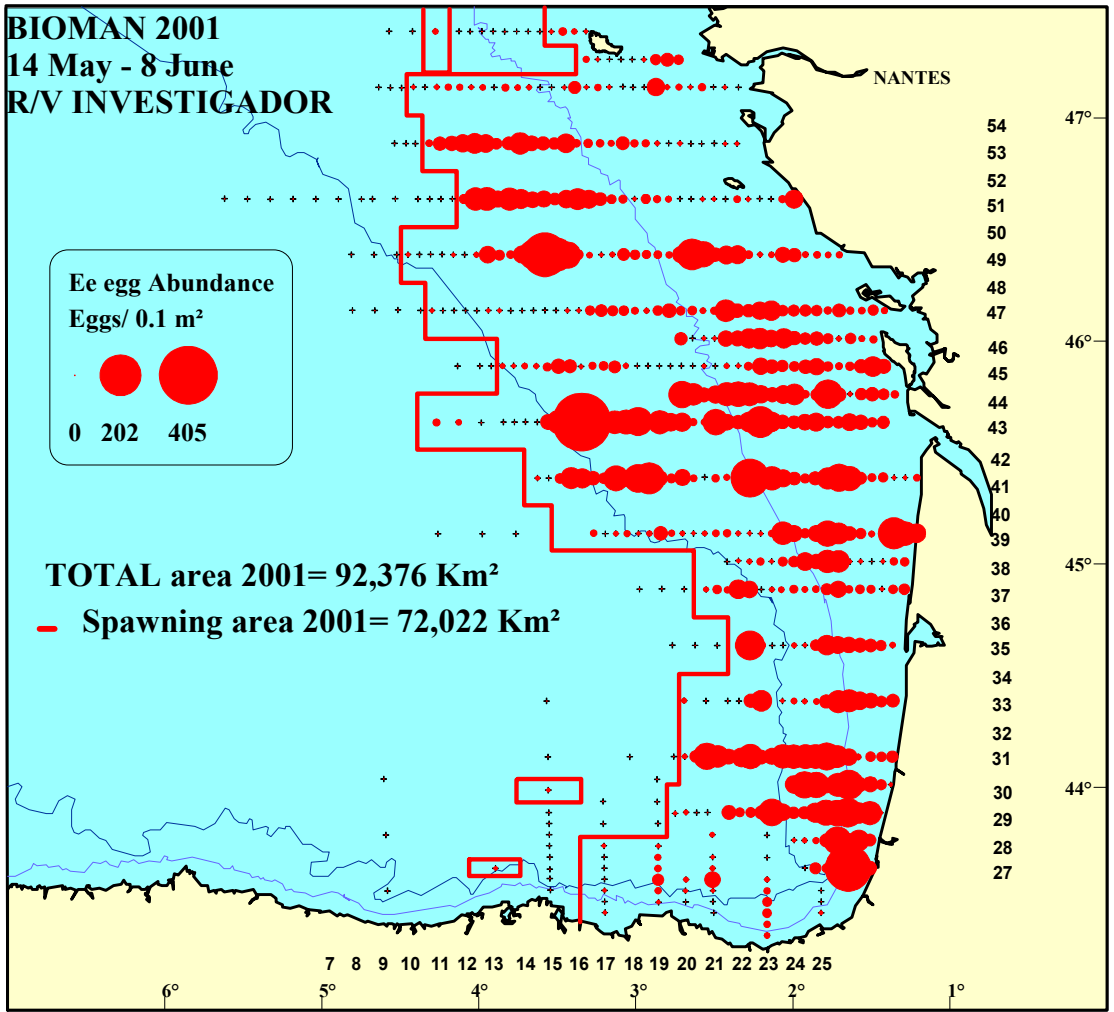 BIOMAN 2001
14 May - 8 June
R/V INVESTIGADOR
NANTES
47°
54
53
52
51
50
49
48
47
46
45
44
43
42
41
40
39
38
37
36
35
34
33
32
31
30
29
28
27
46°
45°
44°
Ee egg Abundance
Eggs/ 0.1 m²
0 202 405
TOTAL area 2001= 92,376 Km²
Spawning area 2001= 72,022 Km²
7 8 9 10 11 12 13 14 15 16 17 18 19 20 21 22 23 24 25
6° 5° 4° 3° 2° 1°